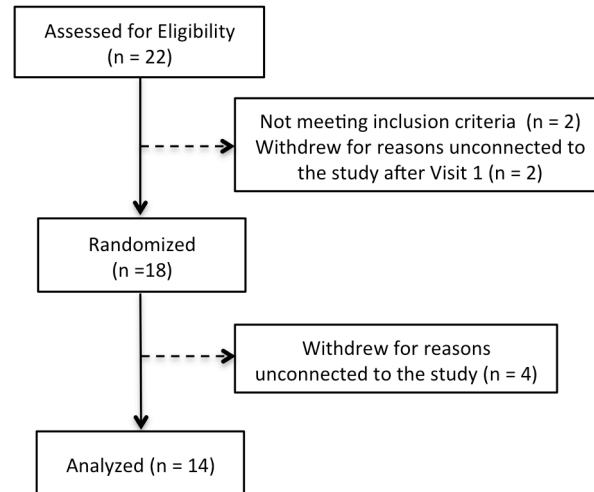 Assessed for Eligibility
(n = 22)
Not meeting inclusion criteria (n = 2)
Withdrew for reasons unconnected to
the study after Visit 1 (n = 2)
Randomized
(n =18)
Withdrew for reasons
unconnected to the study (n = 4)
Analyzed (n = 14)